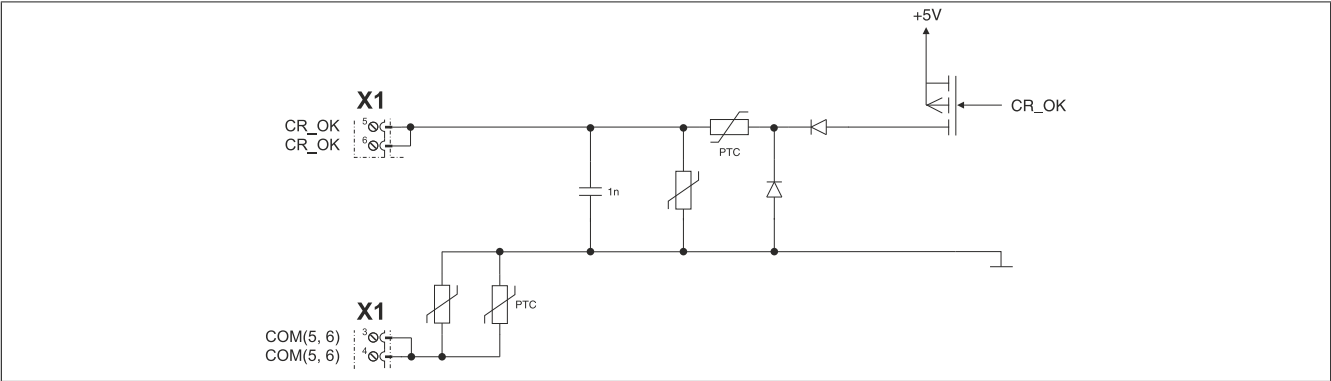 +5V
CR_OK
X1
CR_OK 5
CR_OK 6
PTC
1n
PTC
X1
COM(5, 6) 3
COM(5, 6) 4